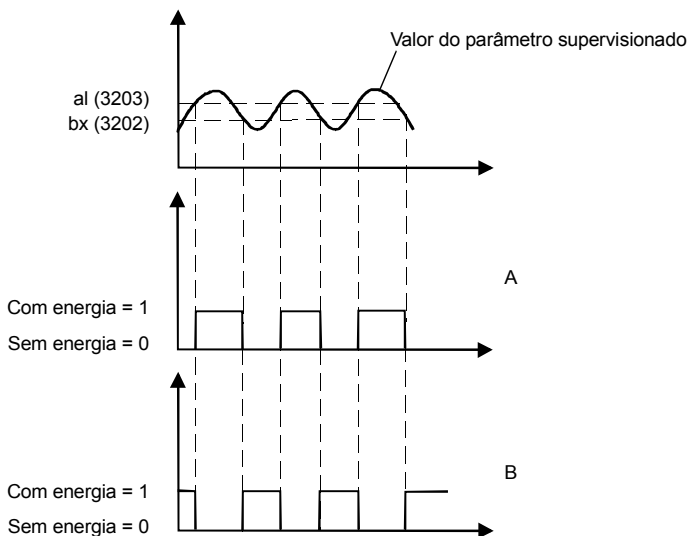 Valor do parâmetro supervisionado
al (3203)
bx (3202)
A
Com energia = 1
Sem energia = 0
B
Com energia = 1
Sem energia = 0